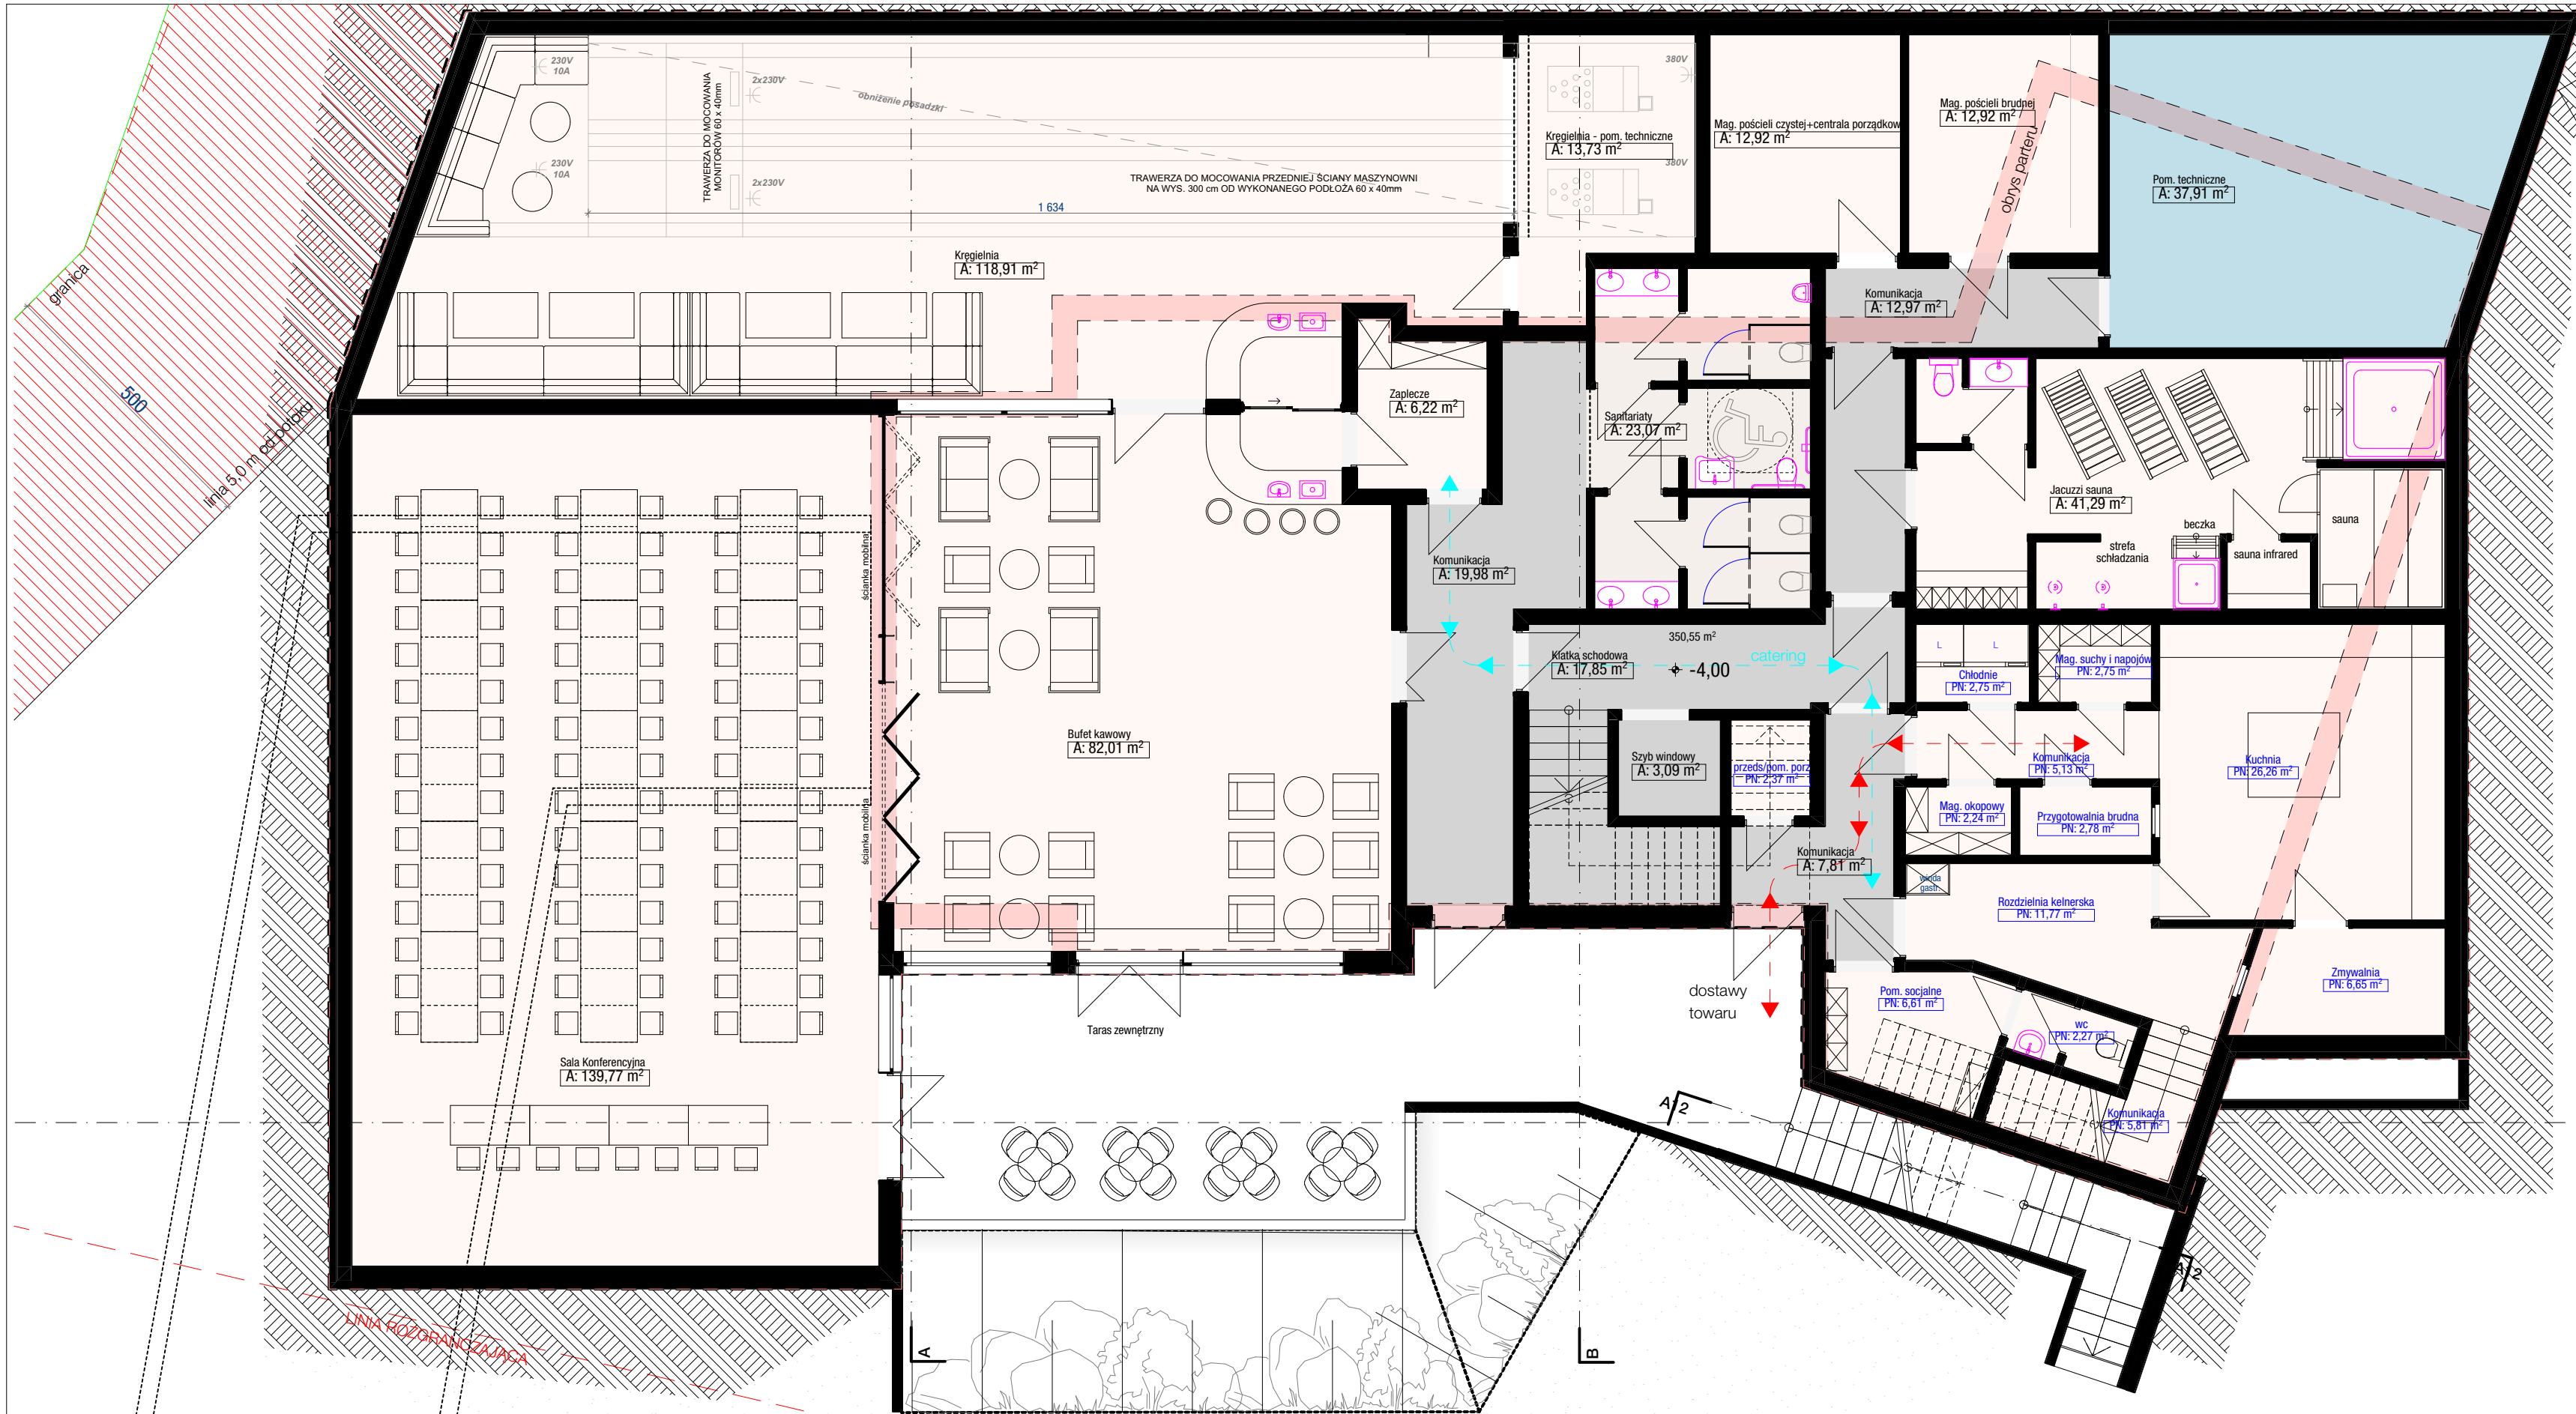 230V
10A
230V
10A
TRAWERZA DO MOCOWANIA
MONITORÓW 60 x 40mm
2x230V
2x230V
obniżenie posadzki
TRAWERZA DO MOCOWANIA PRZEDNIEJ ŚCIANY MASZYNOWNI
NA WYS. 300 cm OD WYKONANEGO PODŁOŻA 60 x 40mm
1 634
Kręgielnia
A: 118,91 m²
380V
380V
Kręgielnia - pom. techniczne
A: 13,73 m²
Mag. pościeli czystej+centrala porządkow
A: 12,92 m²
Mag. pościeli brudnej
A: 12,92 m²
obrys parteru
Pom. techniczne
A: 37,91 m²
granica
500
linia 5,0 m od potoku
Komunikacja
A: 12,97 m²
Zaplecze
A: 6,22 m²
Sanitariaty
A: 23,07 m²
Jacuzzi sauna
A: 41,29 m²
beczka
sauna
strefa
schładzania
sauna infrared
Komunikacja
A: 19,98 m²
ścianka mobilna
ścianka mobilna
350,55 m²
Klatka schodowa
A: 17,85 m²
-4,00
catering
L
L
Chłodnie
PN: 2,75 m²
Mag. suchy i napojów
PN: 2,75 m²
Bufet kawowy
A: 82,01 m²
Szyb windowy
A: 3,09 m²
przeds/pom. porz
PN: 2,37 m²
Komunikacja
PN: 5,13 m²
Kuchnia
PN: 26,26 m²
Mag. okopowy
PN: 2,24 m²
Przygotowalnia brudna
PN: 2,78 m²
Komunikacja
A: 7,81 m²
winda
gastr.
Rozdzielnia kelnerska
PN: 11,77 m²
Zmywalnia
PN: 6,65 m²
dostawy
towaru
Pom. socjalne
PN: 6,61 m²
wc
PN: 2,27 m²
Taras zewnętrzny
Sala Konferencyjna
A: 139,77 m²
Komunikacja
PN: 5,81 m²
A12
A12
LINIA ROZGRANICZAJĄCA
A
B